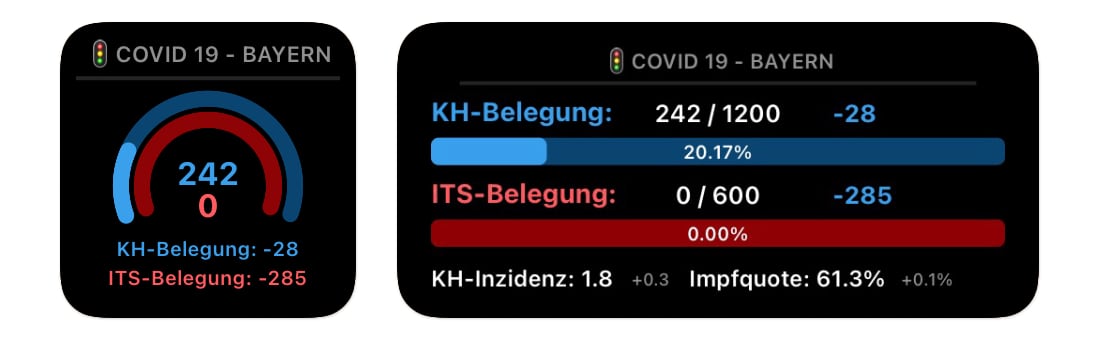 COVID 19 - BAYERN
242
0
KH-Belegung: -28
ITS-Belegung: -285
COVID 19 - BAYERN
KH-Belegung: 242 / 1200 -28
20.17%
ITS-Belegung: 0 / 600 -285
0.00%
KH-Inzidenz: 1.8 +0.3 Impfquote: 61.3% +0.1%